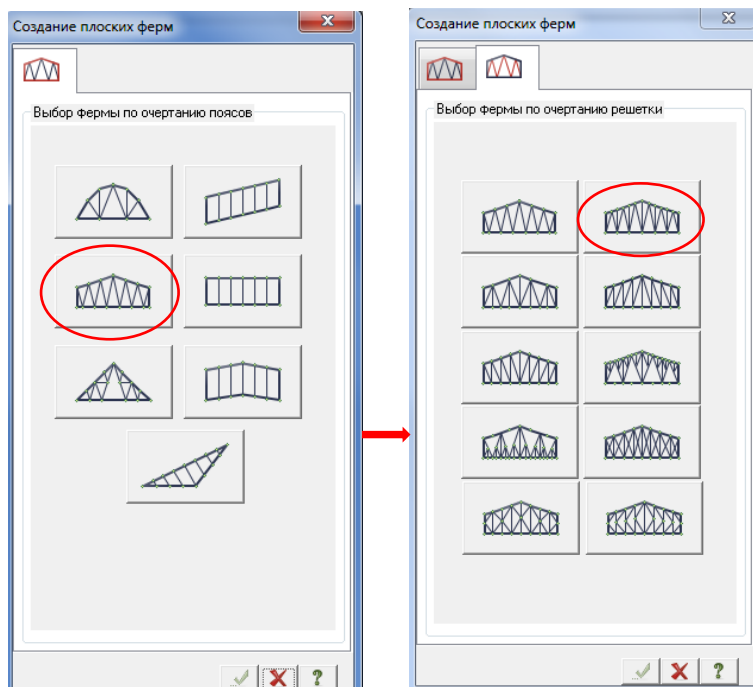 Создание плоских ферм
Выбор фермы по очертанию поясов
Создание плоских ферм
Выбор фермы по очертанию решетки